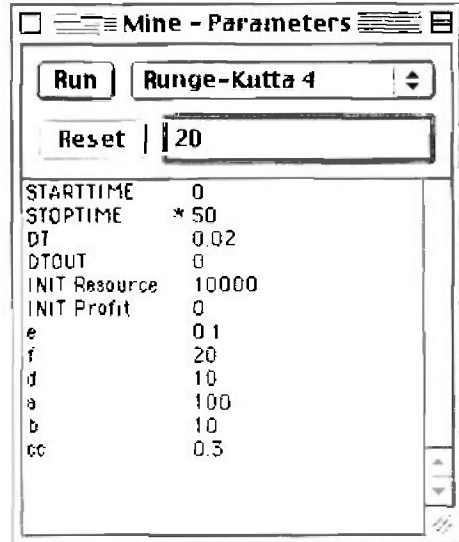 Mine - Parameters
Run Runge-Kutta 4
Reset 20
STARTTIME 0
STOPTIME * 50
DT 0.02
DTOUT 0
INIT Resource 10000
INIT Profit 0
e 0.1
f 20
d 10
a 100
b 10
cc 0.3